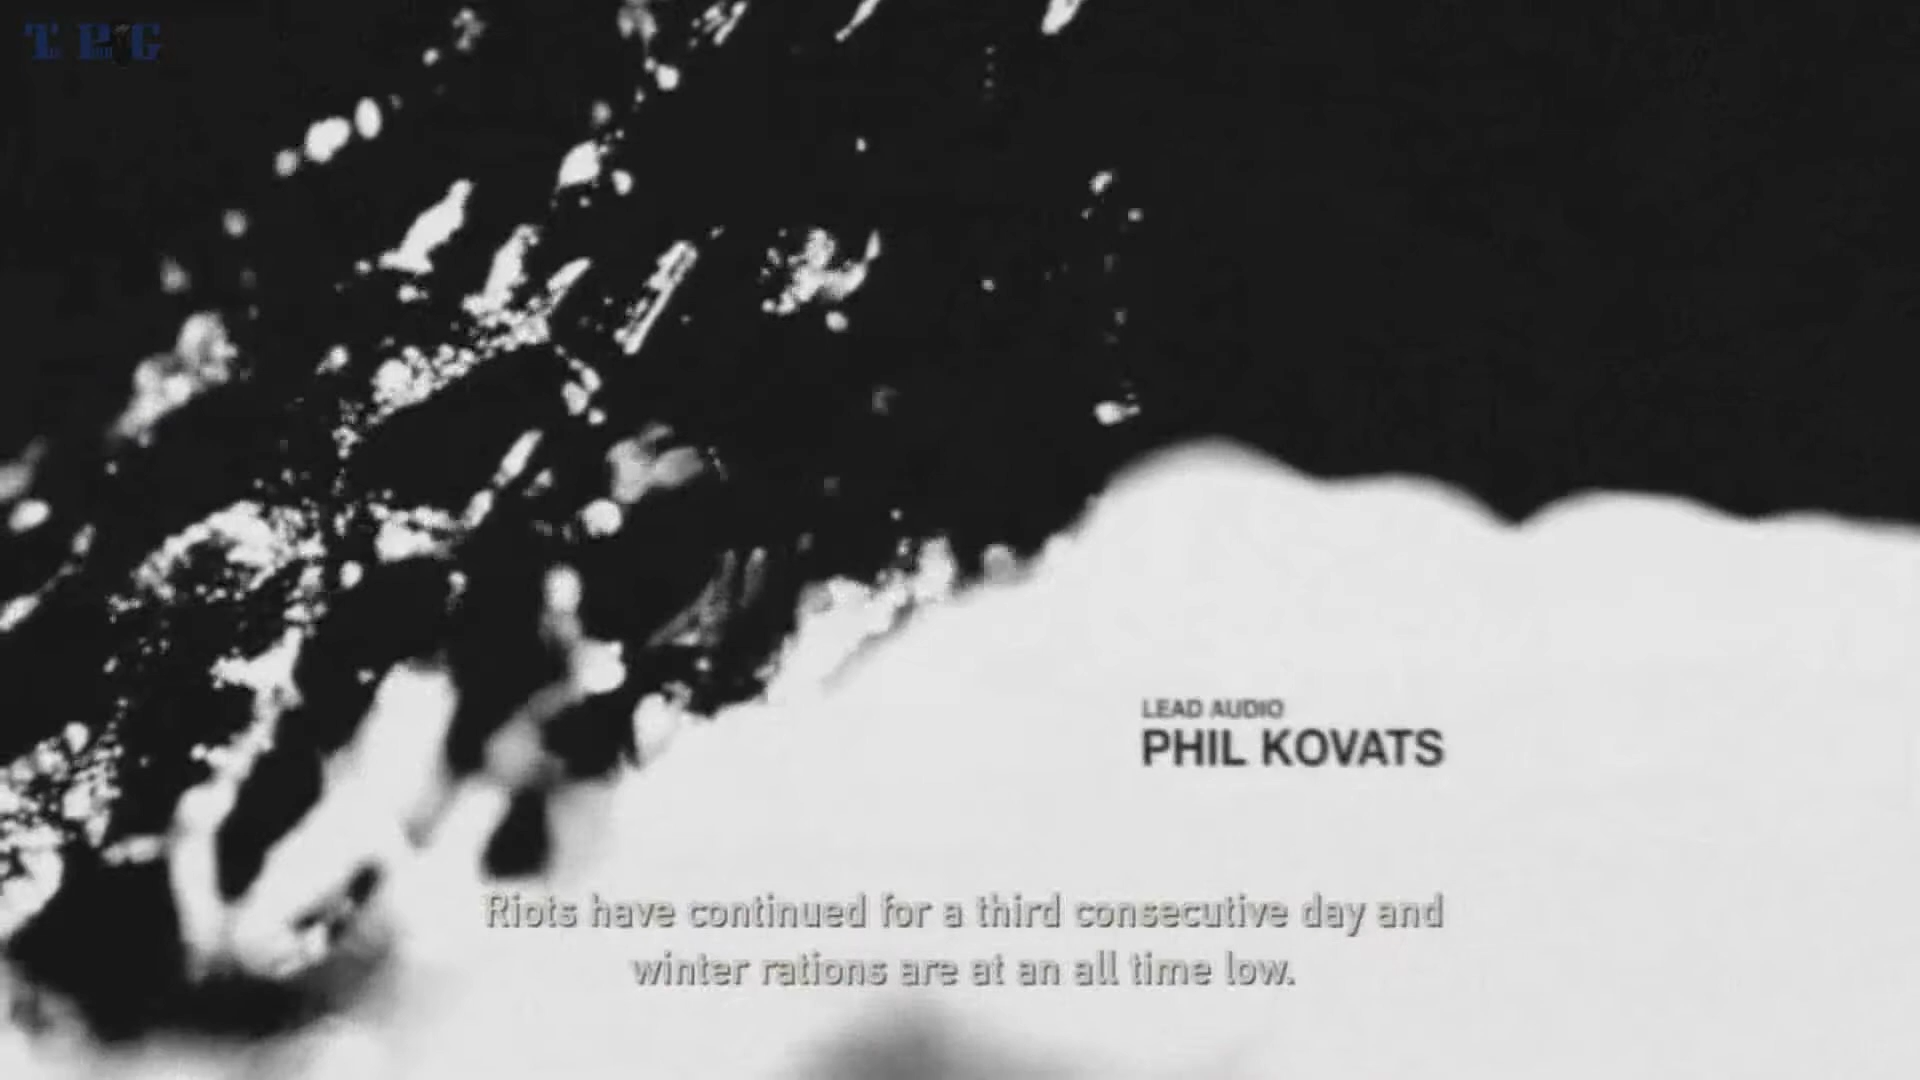 LEAD AUDIO
PHIL KOVATS
Riots have continued for a third consecutive day and
winter rations are at an all time low.